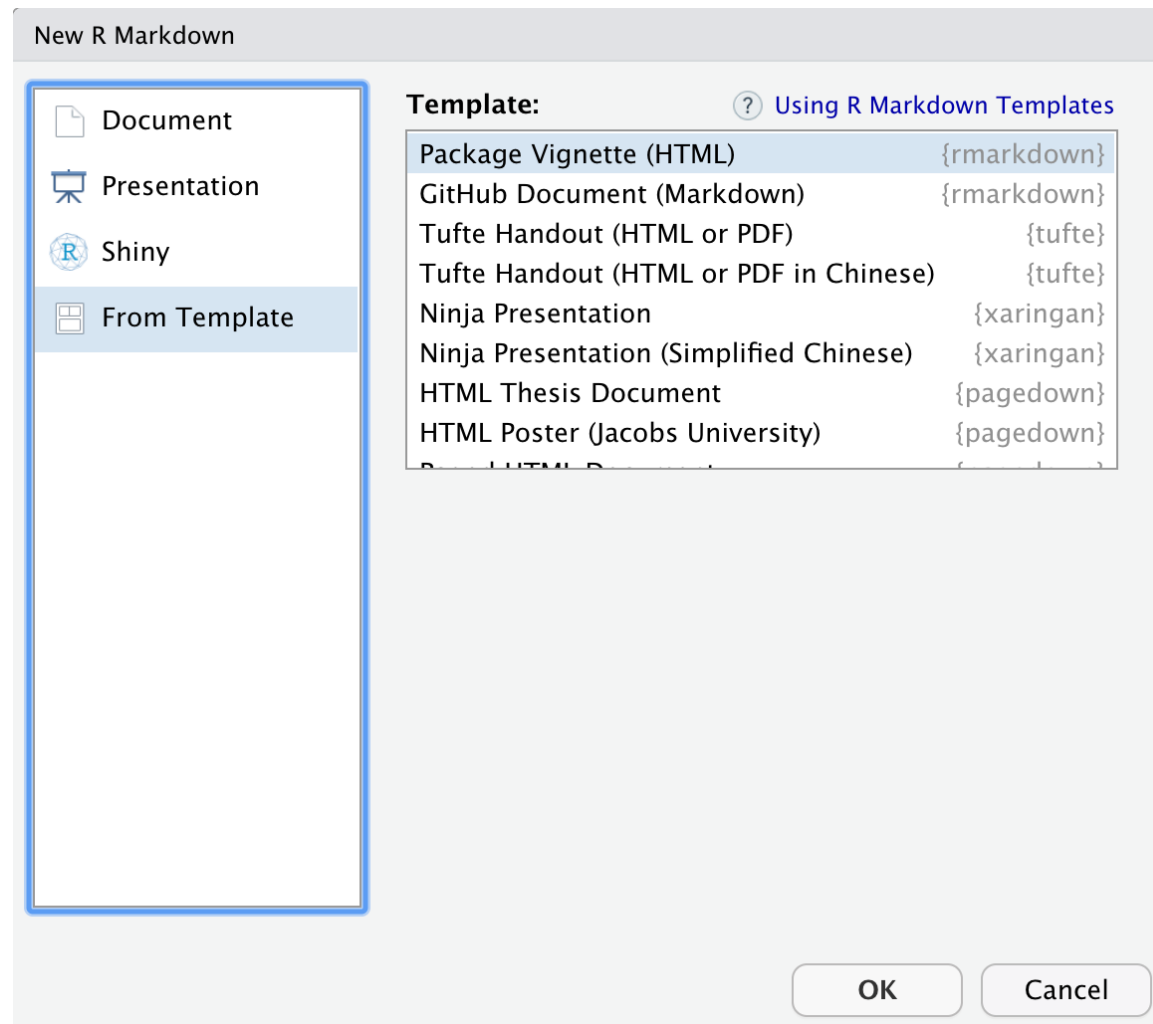 New R Markdown
Document
Presentation
Shiny
From Template
Template:
? Using R Markdown Templates
Package Vignette (HTML) {rmarkdown}
GitHub Document (Markdown) {rmarkdown}
Tufte Handout (HTML or PDF) {tufte}
Tufte Handout (HTML or PDF in Chinese) {tufte}
Ninja Presentation {xaringan}
Ninja Presentation (Simplified Chinese) {xaringan}
HTML Thesis Document {pagedown}
HTML Poster (Jacobs University) {pagedown}
OK Cancel